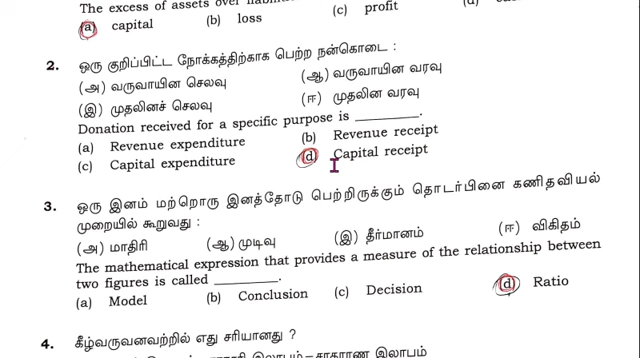 The excess of assets over
(a) capital (b) loss (c) profit
2. ஒரு குறிப்பிட்ட நோக்கத்திற்காக பெற்ற நன்கொடை :
(அ) வருவாயின செலவு (ஆ) வருவாயின வரவு
(இ) முதலினச் செலவு (ஈ) முதலின வரவு
Donation received for a specific purpose is ________.
(a) Revenue expenditure (b) Revenue receipt
(c) Capital expenditure (d) Capital receipt
3. ஒரு இனம் மற்றொரு இனத்தோடு பெற்றிருக்கும் தொடர்பினை கணிதவியல்
முறையில் கூறுவது :
(அ) மாதிரி (ஆ) முடிவு (இ) தீர்மானம் (ஈ) விகிதம்
The mathematical expression that provides a measure of the relationship between
two figures is called ________.
(a) Model (b) Conclusion (c) Decision (d) Ratio
4. கீழ்வருவனவற்றில் எது சரியானது ?